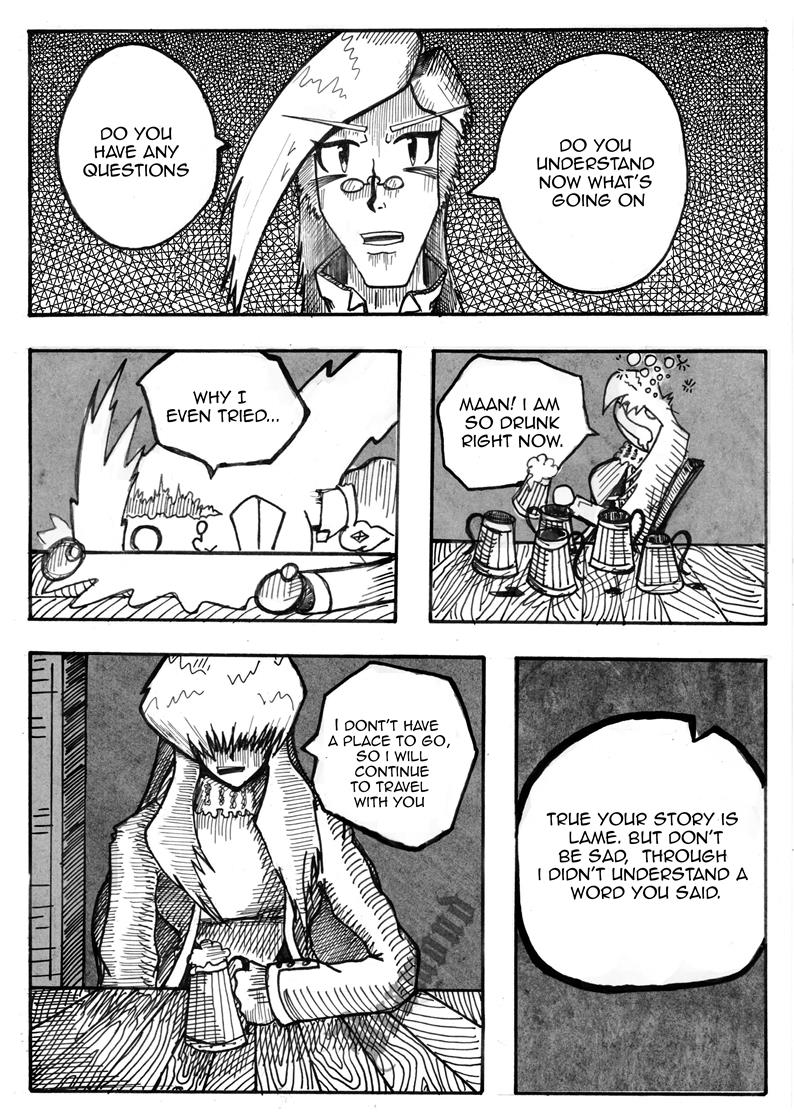 DO YOU
HAVE ANY
QUESTIONS
DO YOU
UNDERSTAND
NOW WHAT'S
GOING ON
WHY I
EVEN TRIED...
MAAN! I AM
SO DRUNK
RIGHT NOW.
I DON'T HAVE
A PLACE TO GO,
SO I WILL
CONTINUE
TO TRAVEL
WITH YOU
TRUE YOUR STORY IS
LAME. BUT DON'T
BE SAD, THROUGH
I DIDN'T UNDERSTAND A
WORD YOU SAID.